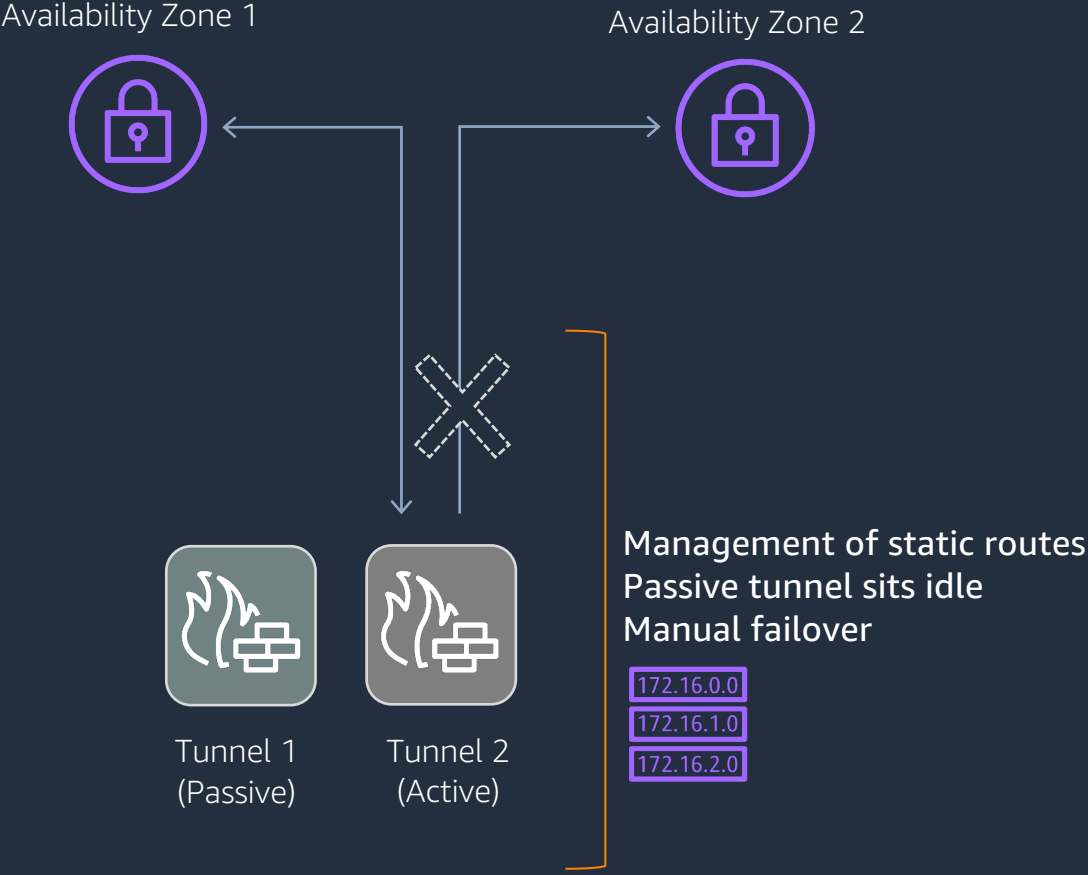 Availability Zone 1
Availability Zone 2
Management of static routes
Passive tunnel sits idle
Manual failover
172.16.0.0
172.16.1.0
172.16.2.0
Tunnel 1
(Passive)
Tunnel 2
(Active)